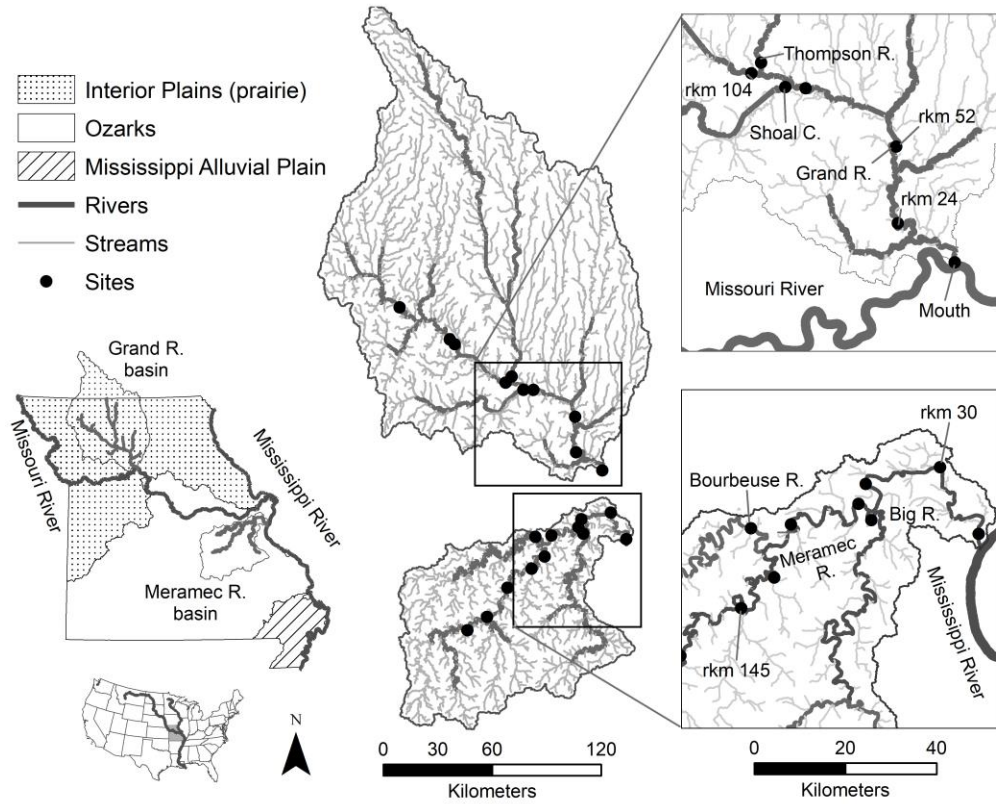 Interior Plains (prairie)
Ozarks
Mississippi Alluvial Plain
Rivers
Streams
Sites
Grand R.
basin
Missouri River
Mississippi River
Meramec R.
basin
N
0 30 60 120
Kilometers
Thompson R.
rkm 104
Shoal C.
rkm 52
Grand R.
rkm 24
Missouri River
Mouth
rkm 30
Bourbeuse R.
Big R.
Meramec
R.
rkm 145
Mississippi River
0 20 40
Kilometers